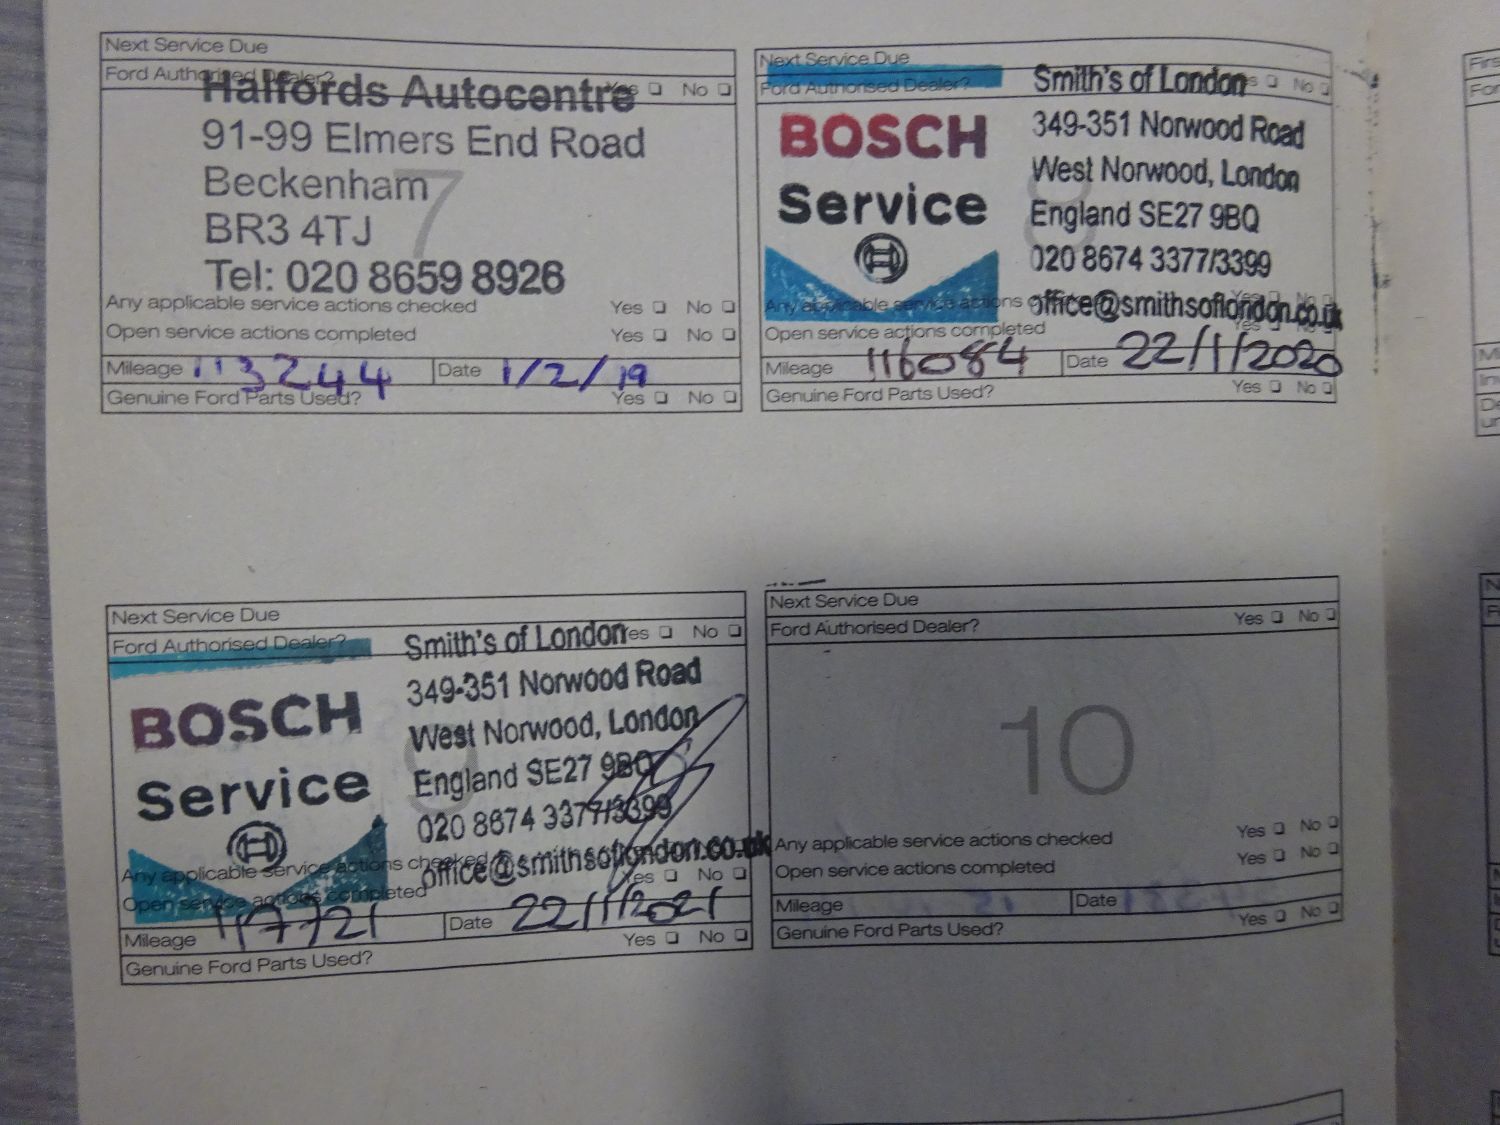 Next Service Due
Ford Authorised Dealer? Yes No
Halfords Autocentre
91-99 Elmers End Road
Beckenham
7
BR3 4TJ
Tel: 020 8659 8926
Any applicable service actions checked Yes No
Open service actions completed Yes No
Mileage 113244 Date 1/2/19
Genuine Ford Parts Used? Yes No
Next Service Due
Ford Authorised Dealer? Yes No
BOSCH
Service
Smith's of London
349-351 Norwood Road
West Norwood, London
8
England SE27 9BQ
020 8674 3377/3399
office@smithsoflondon.co.uk
Any applicable service actions Yes No
Open service actions completed Yes No
Mileage 116084 Date 22/1/2020
Genuine Ford Parts Used? Yes No
Next Service Due
Ford Authorised Dealer? Yes No
BOSCH
Service
Smith's of London
349-351 Norwood Road
West Norwood, London
9
England SE27 9BQ
020 8674 3377/3399
office@smithsoflondon.co.uk
Any applicable service actions checked
Open service actions completed Yes No
Mileage 117721 Date 22/1/2021
Genuine Ford Parts Used? Yes No
Next Service Due
Ford Authorised Dealer? Yes No
10
Any applicable service actions checked Yes No
Open service actions completed Yes No
Mileage Date
Genuine Ford Parts Used? Yes No